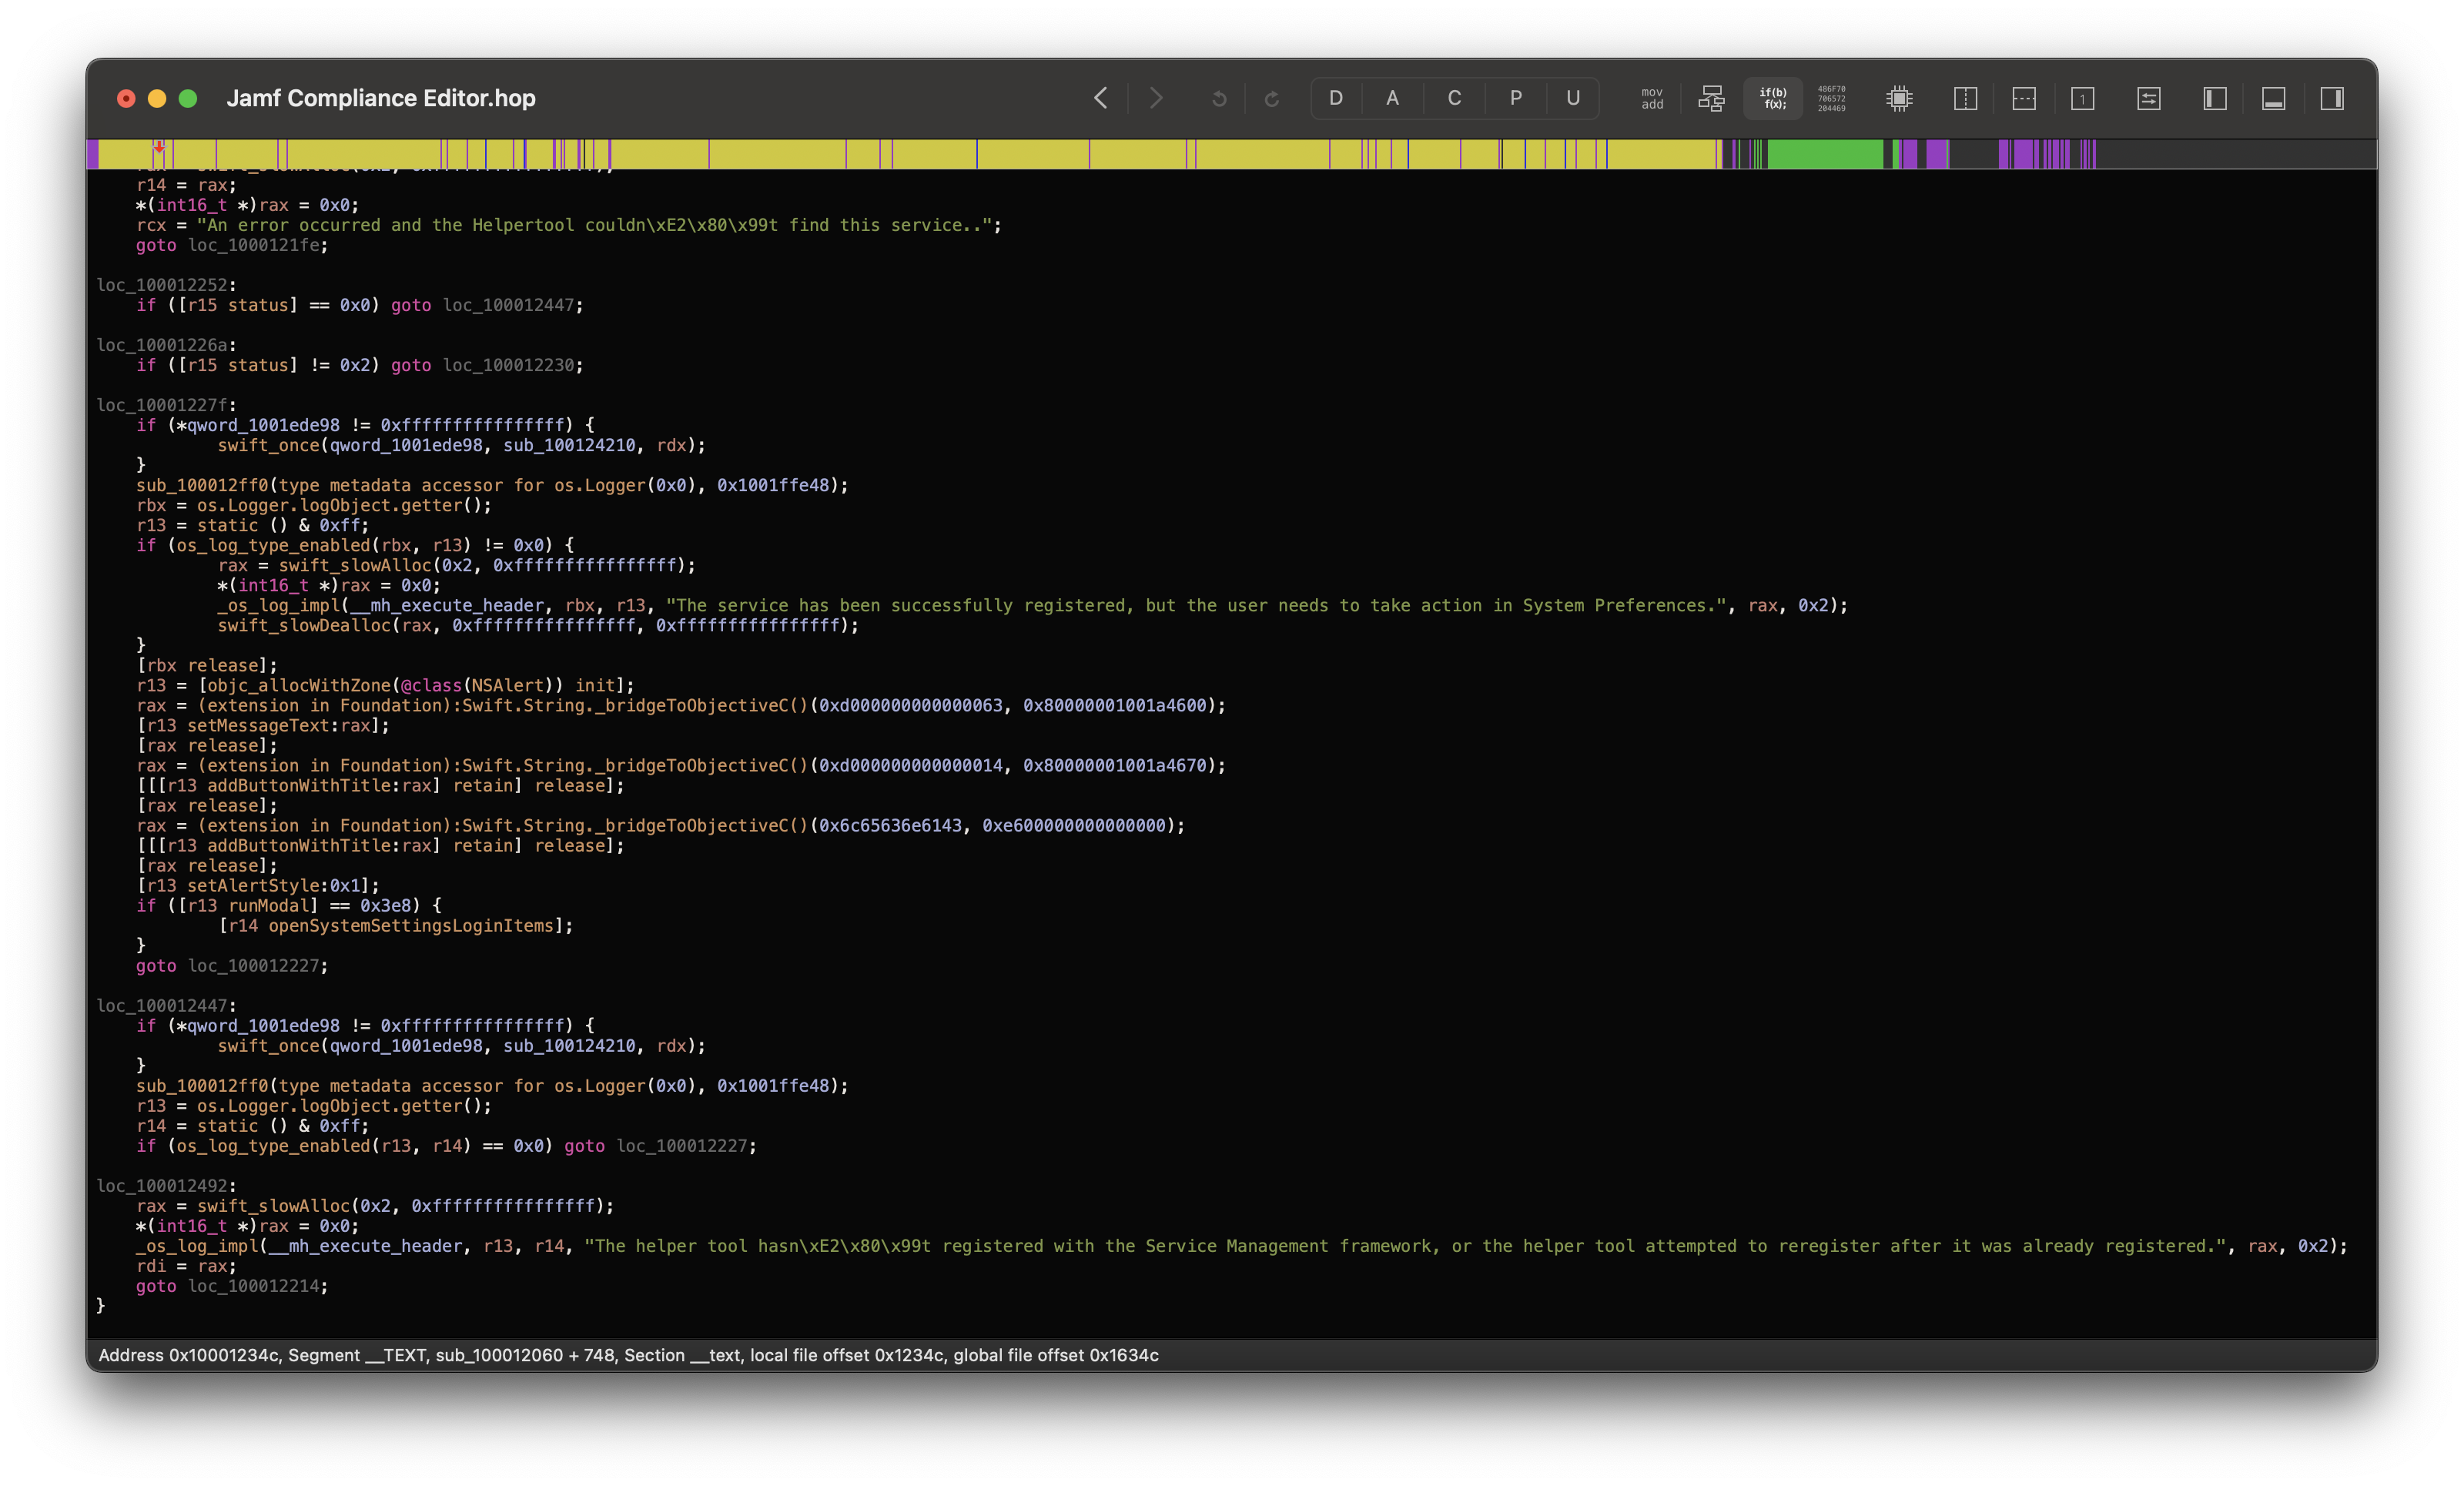 Jamf Compliance Editor.hop
D A C P U
mov
add
if(b)
f(x);
486F70
706572
204469
1
r14 = rax;
*(int16_t *)rax = 0x0;
rcx = "An error occurred and the Helpertool couldn\xE2\x80\x99t find this service..";
goto loc_1000121fe;
loc_100012252:
if ([r15 status] == 0x0) goto loc_100012447;
loc_10001226a:
if ([r15 status] != 0x2) goto loc_100012230;
loc_10001227f:
if (*qword_1001ede98 != 0xffffffffffffffff) {
swift_once(qword_1001ede98, sub_100124210, rdx);
}
sub_100012ff0(type metadata accessor for os.Logger(0x0), 0x1001ffe48);
rbx = os.Logger.logObject.getter();
r13 = static () & 0xff;
if (os_log_type_enabled(rbx, r13) != 0x0) {
rax = swift_slowAlloc(0x2, 0xffffffffffffffff);
*(int16_t *)rax = 0x0;
_os_log_impl(__mh_execute_header, rbx, r13, "The service has been successfully registered, but the user needs to take action in System Preferences.", rax, 0x2);
swift_slowDealloc(rax, 0xffffffffffffffff, 0xffffffffffffffff);
}
[rbx release];
r13 = [objc_allocWithZone(@class(NSAlert)) init];
rax = (extension in Foundation):Swift.String._bridgeToObjectiveC()(0xd000000000000063, 0x80000001001a4600);
[r13 setMessageText:rax];
[rax release];
rax = (extension in Foundation):Swift.String._bridgeToObjectiveC()(0xd000000000000014, 0x80000001001a4670);
[[[r13 addButtonWithTitle:rax] retain] release];
[rax release];
rax = (extension in Foundation):Swift.String._bridgeToObjectiveC()(0x6c65636e6143, 0xe600000000000000);
[[[r13 addButtonWithTitle:rax] retain] release];
[rax release];
[r13 setAlertStyle:0x1];
if ([r13 runModal] == 0x3e8) {
[r14 openSystemSettingsLoginItems];
}
goto loc_100012227;
loc_100012447:
if (*qword_1001ede98 != 0xffffffffffffffff) {
swift_once(qword_1001ede98, sub_100124210, rdx);
}
sub_100012ff0(type metadata accessor for os.Logger(0x0), 0x1001ffe48);
r13 = os.Logger.logObject.getter();
r14 = static () & 0xff;
if (os_log_type_enabled(r13, r14) == 0x0) goto loc_100012227;
loc_100012492:
rax = swift_slowAlloc(0x2, 0xffffffffffffffff);
*(int16_t *)rax = 0x0;
_os_log_impl(__mh_execute_header, r13, r14, "The helper tool hasn\xE2\x80\x99t registered with the Service Management framework, or the helper tool attempted to reregister after it was already registered.", rax, 0x2);
rdi = rax;
goto loc_100012214;
}
Address 0x10001234c, Segment __TEXT, sub_100012060 + 748, Section __text, local file offset 0x1234c, global file offset 0x1634c